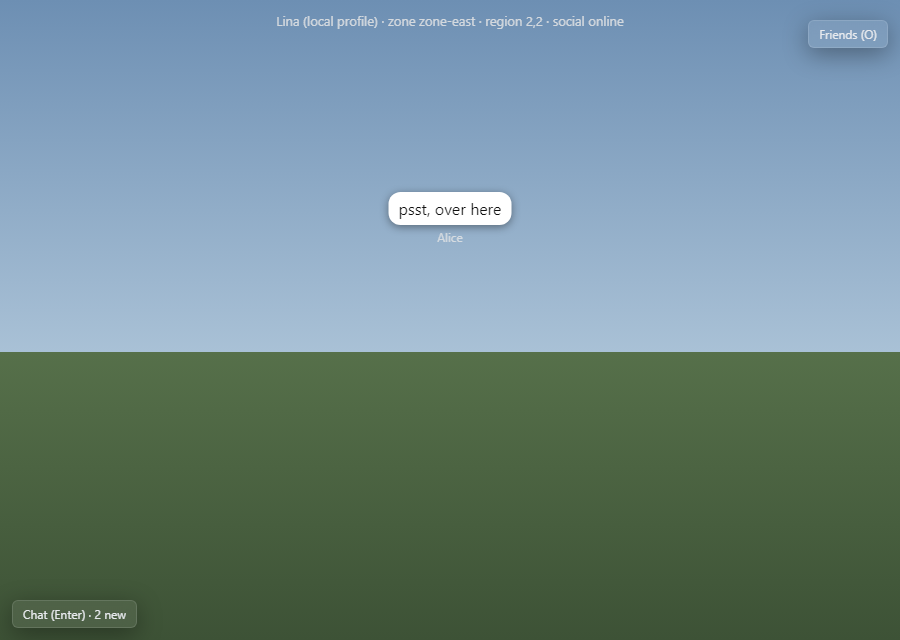 Lina (local profile) · zone zone-east · region 2,2 · social online
Friends (O)
psst, over here
Alice
Chat (Enter) · 2 new